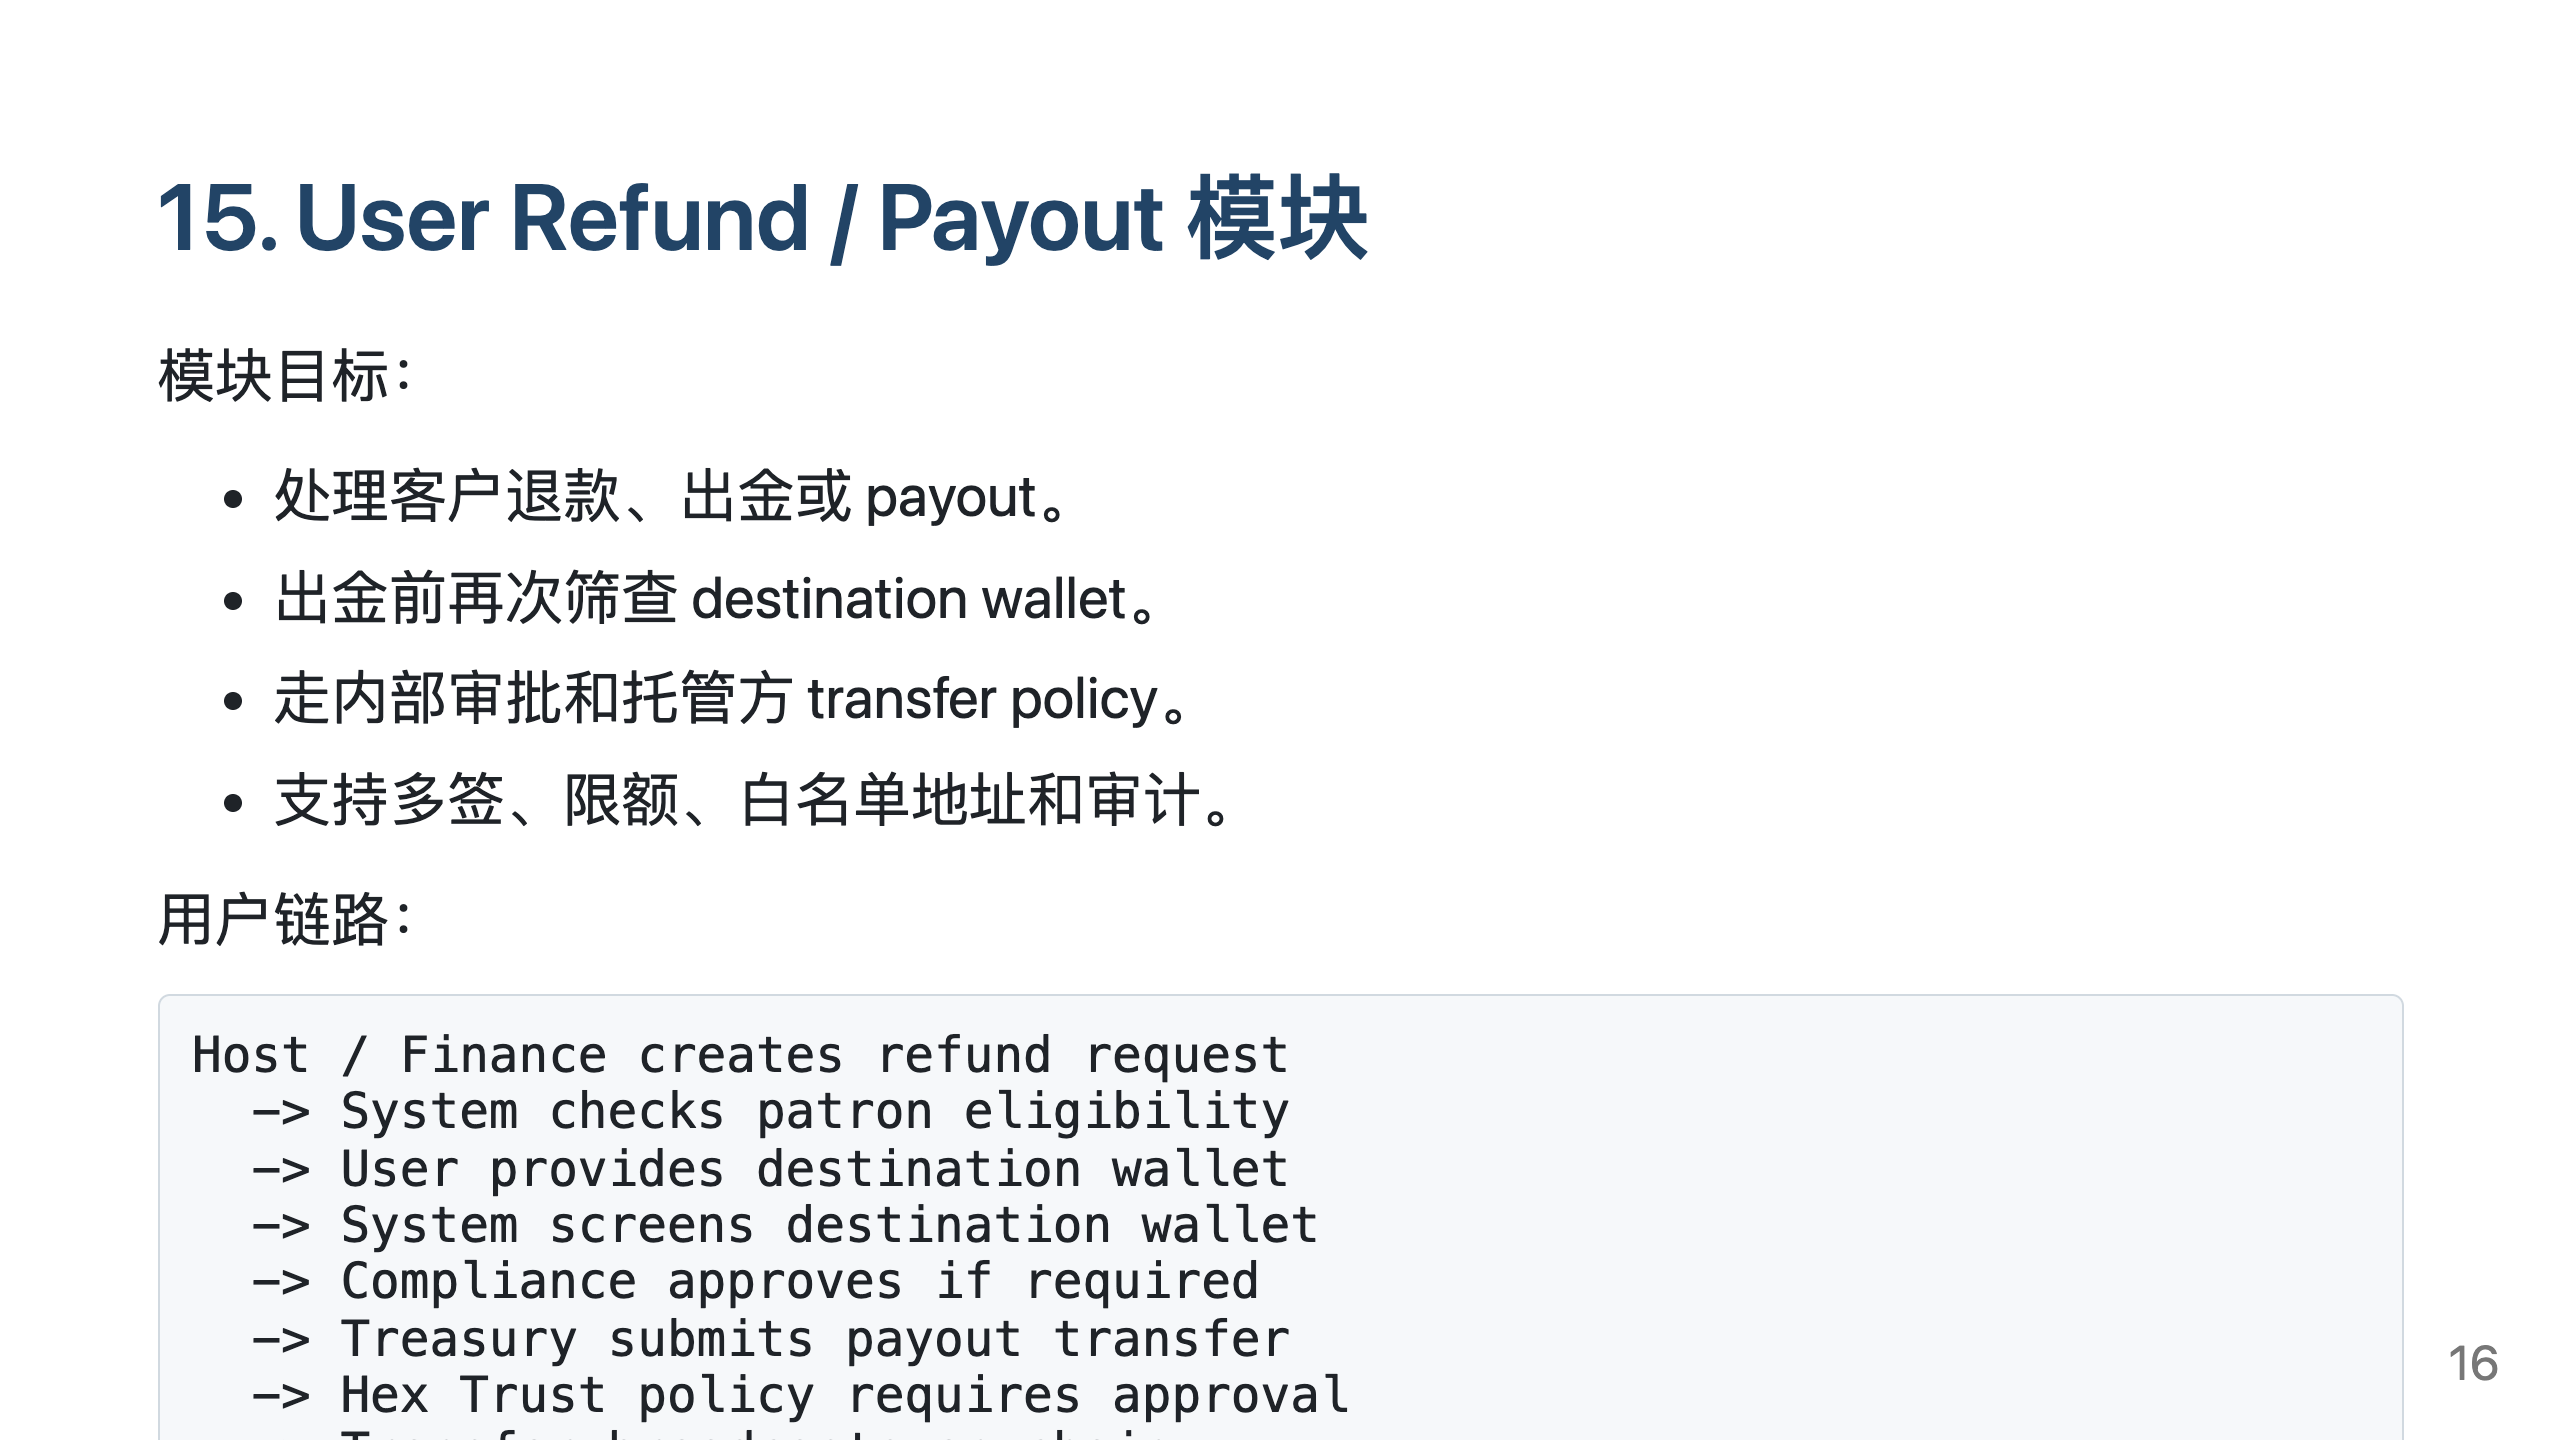 15. User Refund / Payout 模块
模块目标：
• 处理客户退款、出金或 payout。
• 出金前再次筛查 destination wallet。
• 走内部审批和托管方 transfer policy。
• 支持多签、限额、白名单地址和审计。
用户链路：
Host / Finance creates refund request
  -> System checks patron eligibility
  -> User provides destination wallet
  -> System screens destination wallet
  -> Compliance approves if required
  -> Treasury submits payout transfer
  -> Hex Trust policy requires approval
16